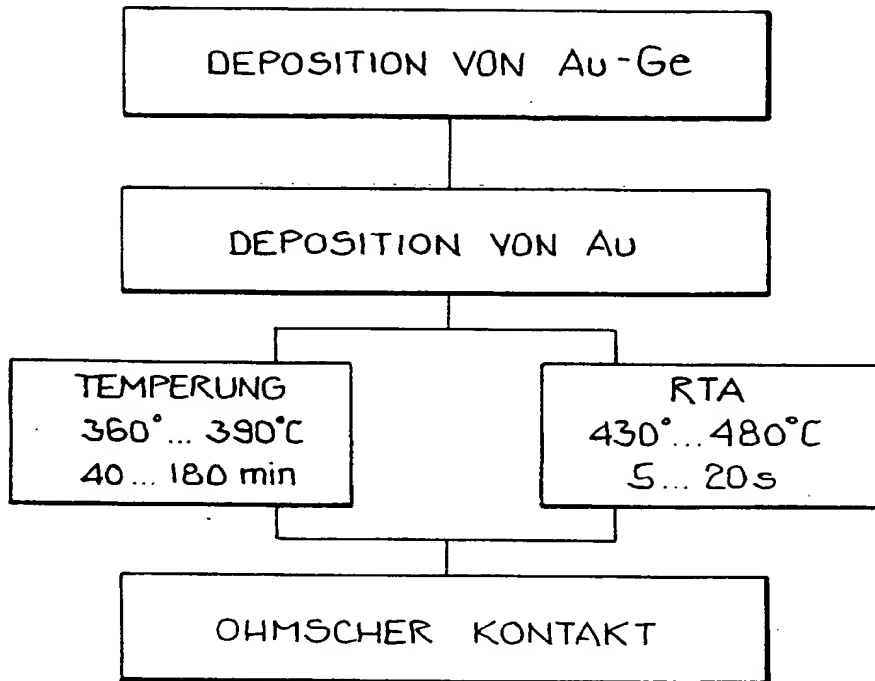 DEPOSITION VON Au-Ge
DEPOSITION VON Au
TEMPERUNG
360°... 390°C
40... 180 min
RTA
430°... 480°C
5... 20s
OHMSCHER KONTAKT